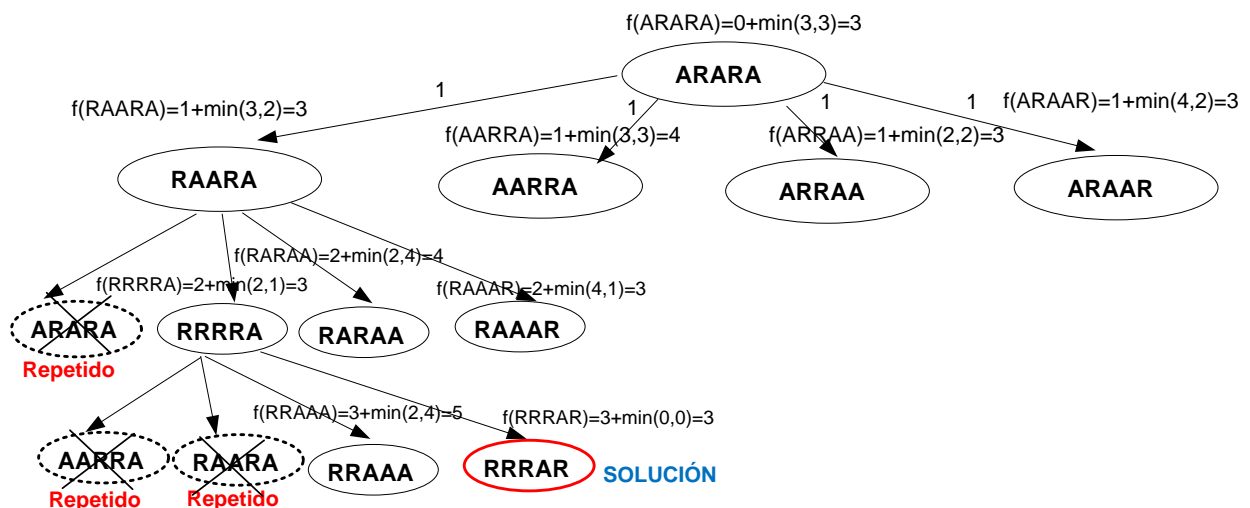 f(ARARA)=0+min(3,3)=3
ARARA
1
1
1
1
f(RAARA)=1+min(3,2)=3
f(AARRA)=1+min(3,3)=4
f(ARRAA)=1+min(2,2)=3
f(ARAAR)=1+min(4,2)=3
RAARA
AARRA
ARRAA
ARAAR
f(RARAA)=2+min(2,4)=4
f(RRRRA)=2+min(2,1)=3
f(RAAAR)=2+min(4,1)=3
ARARA
RRRRA
RARAA
RAAAR
Repetido
f(RRAAA)=3+min(2,4)=5
f(RRRAR)=3+min(0,0)=3
AARRA
RAARA
RRAAA
RRRAR
SOLUCIÓN
Repetido
Repetido